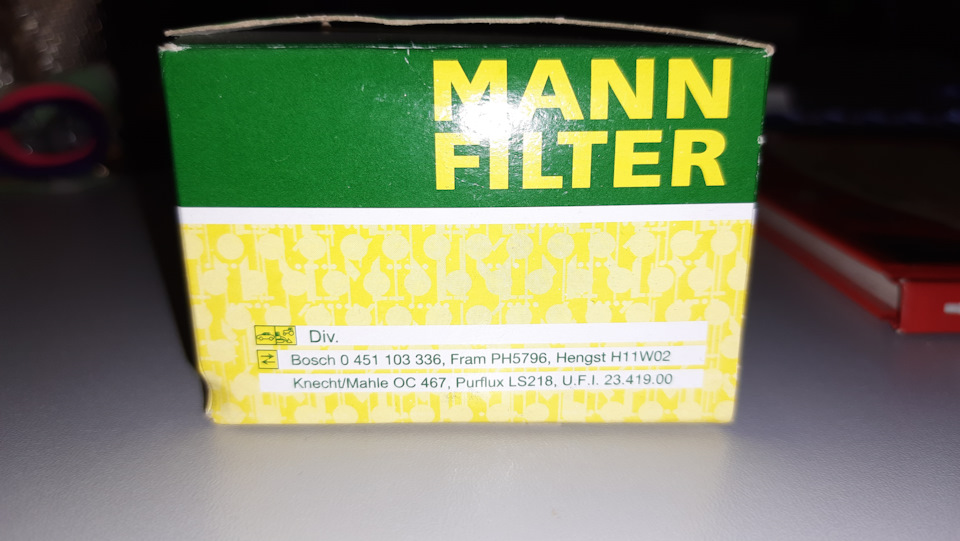 MANN
FILTER
Div.
Bosch 0 451 103 336, Fram PH5796, Hengst H11W02
Knecht/Mahle OC 467, Purflux LS218, U.F.I. 23.419.00